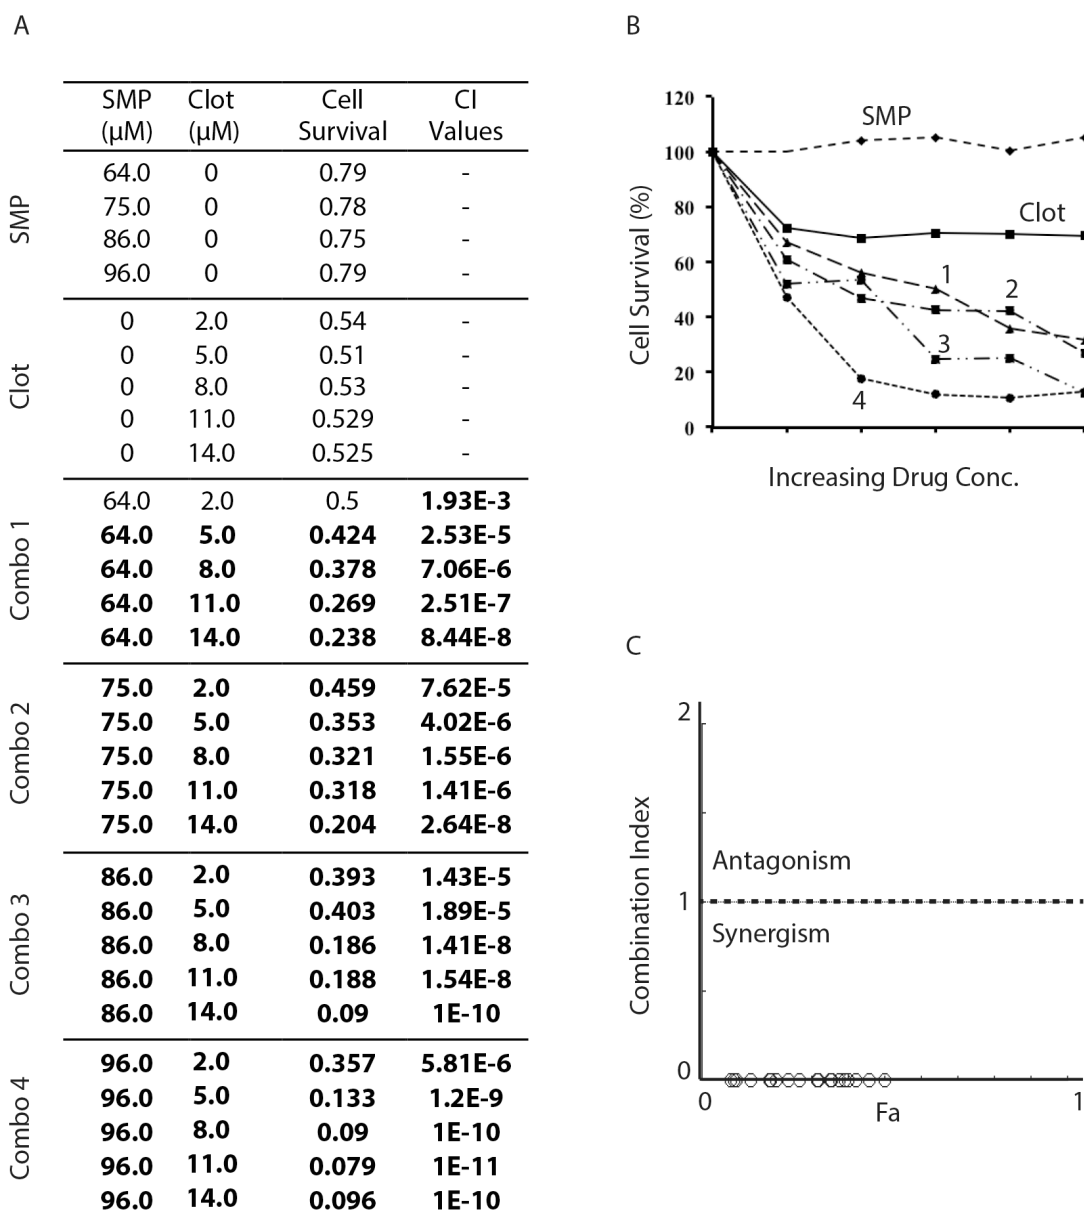 A
SMP Clot Cell CI
(µM) (µM) Survival Values
SMP
64.0 0 0.79 -
75.0 0 0.78 -
86.0 0 0.75 -
96.0 0 0.79 -
Clot
0 2.0 0.54 -
0 5.0 0.51 -
0 8.0 0.53 -
0 11.0 0.529 -
0 14.0 0.525 -
Combo 1
64.0 2.0 0.5 1.93E-3
64.0 5.0 0.424 2.53E-5
64.0 8.0 0.378 7.06E-6
64.0 11.0 0.269 2.51E-7
64.0 14.0 0.238 8.44E-8
Combo 2
75.0 2.0 0.459 7.62E-5
75.0 5.0 0.353 4.02E-6
75.0 8.0 0.321 1.55E-6
75.0 11.0 0.318 1.41E-6
75.0 14.0 0.204 2.64E-8
Combo 3
86.0 2.0 0.393 1.43E-5
86.0 5.0 0.403 1.89E-5
86.0 8.0 0.186 1.41E-8
86.0 11.0 0.188 1.54E-8
86.0 14.0 0.09 1E-10
Combo 4
96.0 2.0 0.357 5.81E-6
96.0 5.0 0.133 1.2E-9
96.0 8.0 0.09 1E-10
96.0 11.0 0.079 1E-11
96.0 14.0 0.096 1E-10
B
Cell Survival (%)
120
100
80
60
40
20
0
SMP
Clot
1
2
3
4
Increasing Drug Conc.
C
Combination Index
2
1
0
Antagonism
Synergism
0 Fa 1